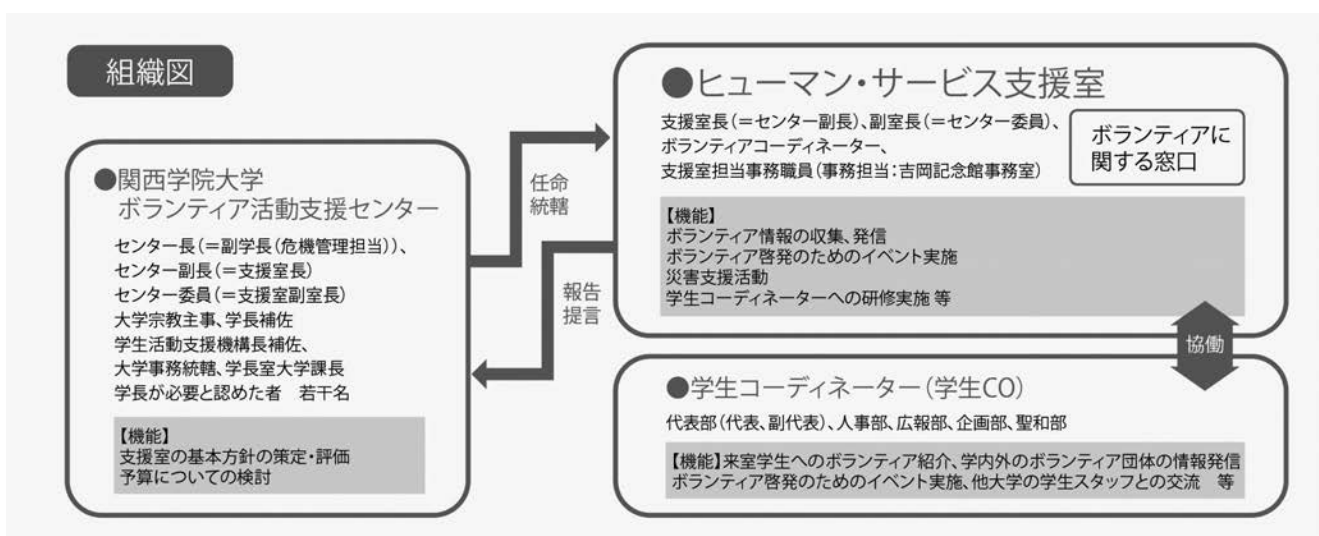 組織図
●関西学院大学
ボランティア活動支援センター
センター長(=副学長(危機管理担当))、
センター副長(=支援室長)
センター委員(=支援室副室長)
大学宗教主事、学長補佐
学生活動支援機構長補佐、
大学事務統轄、学長室大学課長
学長が必要と認めた者　若干名
【機能】
支援室の基本方針の策定・評価
予算についての検討
任命
統轄
報告
提言
●ヒューマン・サービス支援室
支援室長(=センター副長)、副室長(=センター委員)、
ボランティアコーディネーター、
支援室担当事務職員(事務担当:吉岡記念館事務室)
ボランティアに
関する窓口
【機能】
ボランティア情報の収集、発信
ボランティア啓発のためのイベント実施
災害支援活動
学生コーディネーターへの研修実施 等
協働
●学生コーディネーター(学生CO)
代表部(代表、副代表)、人事部、広報部、企画部、聖和部
【機能】来室学生へのボランティア紹介、学内外のボランティア団体の情報発信
ボランティア啓発のためのイベント実施、他大学の学生スタッフとの交流　等